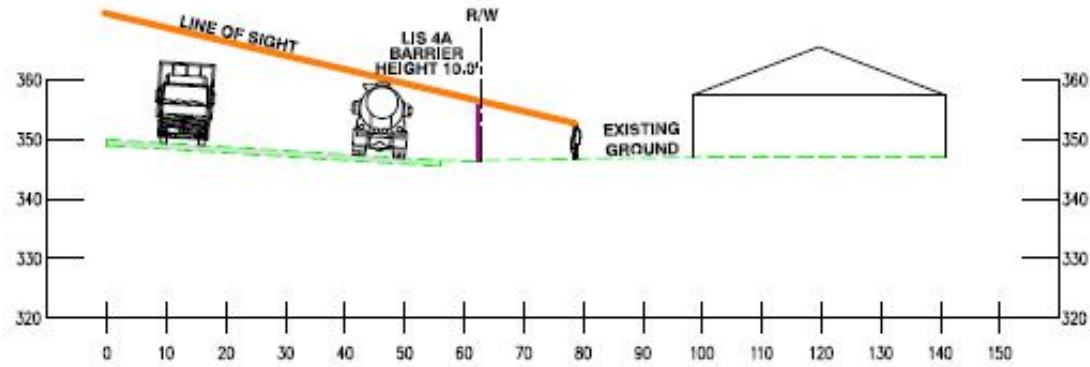 R/W
LINE OF SIGHT
LIS 4A
BARRIER
HEIGHT 10.0'
360
360
350
EXISTING
350
GROUND
340
340
330
330
320
320
0 10 20 30 40 50 60 70 80 90 100 110 120 130 140 150